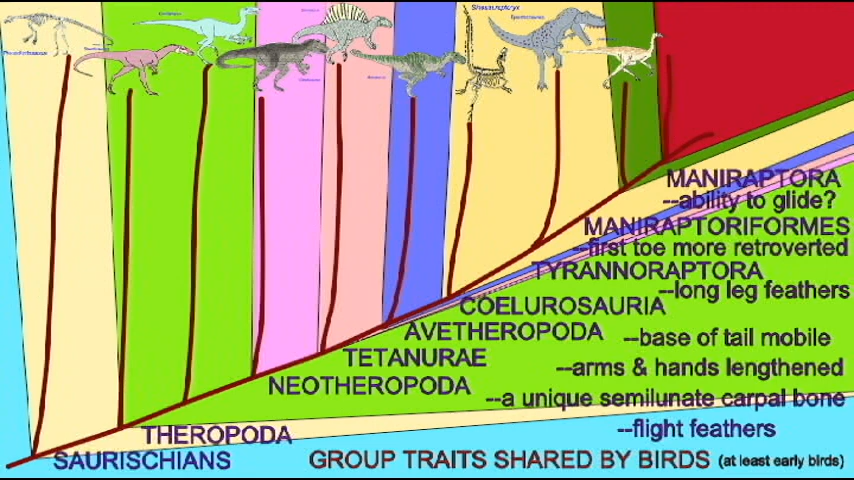 Sinosauropteryx
MANIRAPTORA
--ability to glide?
MANIRAPTORIFORMES
--first toe more retroverted
TYRANNORAPTORA
--long leg feathers
COELUROSAURIA
AVETHEROPODA
--base of tail mobile
TETANURAE
--arms & hands lengthened
NEOTHEROPODA
--a unique semilunate carpal bone
THEROPODA
--flight feathers
SAURISCHIANS
GROUP TRAITS SHARED BY BIRDS (at least early birds)